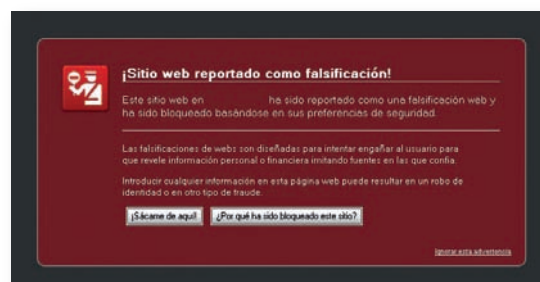 ¡Sitio web reportado como falsificación!
Este sitio web en ha sido reportado como una falsificación web y
ha sido bloqueado basándose en sus preferencias de seguridad.
Las falsificaciones de webs son diseñadas para intentar engañar al usuario para
que revele información personal o financiera imitando fuentes en las que confía.
Introducir cualquier información en esta página web puede resultar en un robo de
identidad o en otro tipo de fraude.
¡Sácame de aquí! ¿Por qué ha sido bloqueado este sitio?
Ignorar esta advertencia